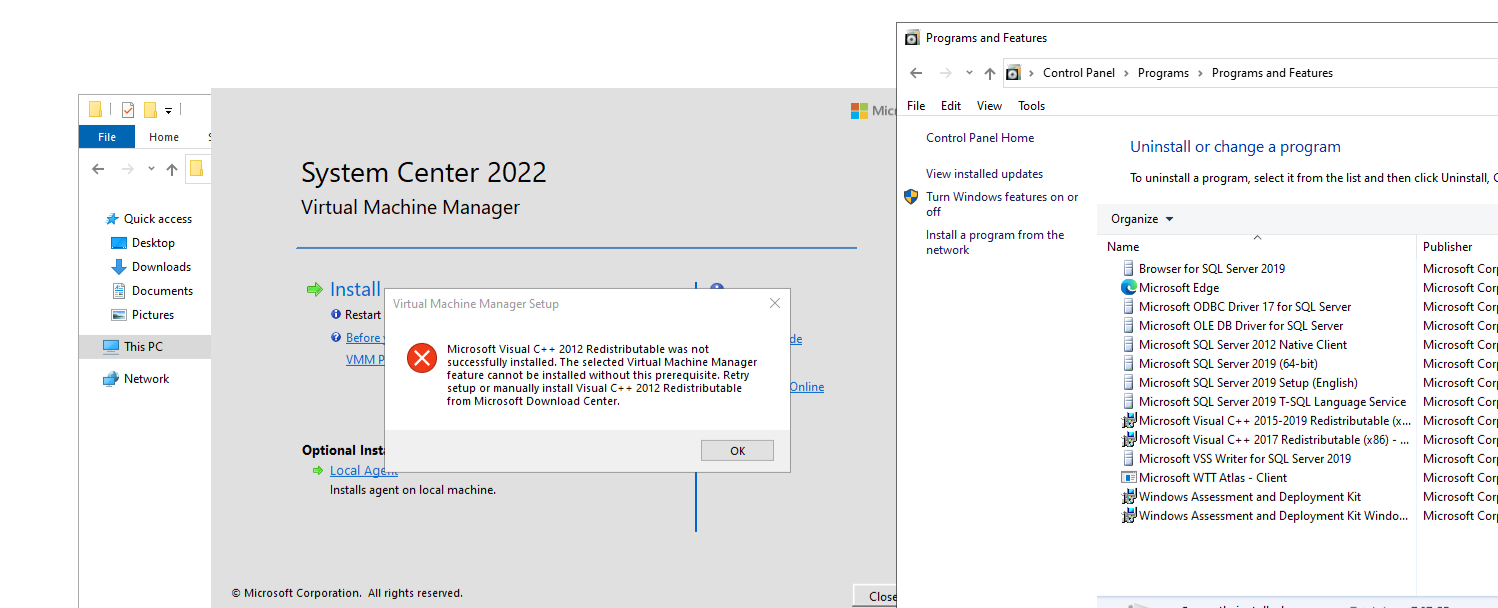 File
Home
Quick access
Desktop
Downloads
Documents
Pictures
This PC
Network
System Center 2022
Virtual Machine Manager
Install
Restart
Before
VMM P
de
Online
Optional Insta
Local Agent
Installs agent on local machine.
© Microsoft Corporation. All rights reserved.
Close
Virtual Machine Manager Setup
Microsoft Visual C++ 2012 Redistributable was not
successfully installed. The selected Virtual Machine Manager
feature cannot be installed without this prerequisite. Retry
setup or manually install Visual C++ 2012 Redistributable
from Microsoft Download Center.
OK
Programs and Features
Control Panel > Programs > Programs and Features
File Edit View Tools
Control Panel Home
View installed updates
Turn Windows features on or
off
Install a program from the
network
Uninstall or change a program
To uninstall a program, select it from the list and then click Uninstall, C
Organize
Name Publisher
Browser for SQL Server 2019 Microsoft Corp
Microsoft Edge Microsoft Corp
Microsoft ODBC Driver 17 for SQL Server Microsoft Corp
Microsoft OLE DB Driver for SQL Server Microsoft Corp
Microsoft SQL Server 2012 Native Client Microsoft Corp
Microsoft SQL Server 2019 (64-bit) Microsoft Corp
Microsoft SQL Server 2019 Setup (English) Microsoft Corp
Microsoft SQL Server 2019 T-SQL Language Service Microsoft Corp
Microsoft Visual C++ 2015-2019 Redistributable (x... Microsoft Corp
Microsoft Visual C++ 2017 Redistributable (x86) - ... Microsoft Corp
Microsoft VSS Writer for SQL Server 2019 Microsoft Corp
Microsoft WTT Atlas - Client Microsoft Corp
Windows Assessment and Deployment Kit Microsoft Corp
Windows Assessment and Deployment Kit Windo... Microsoft Corp